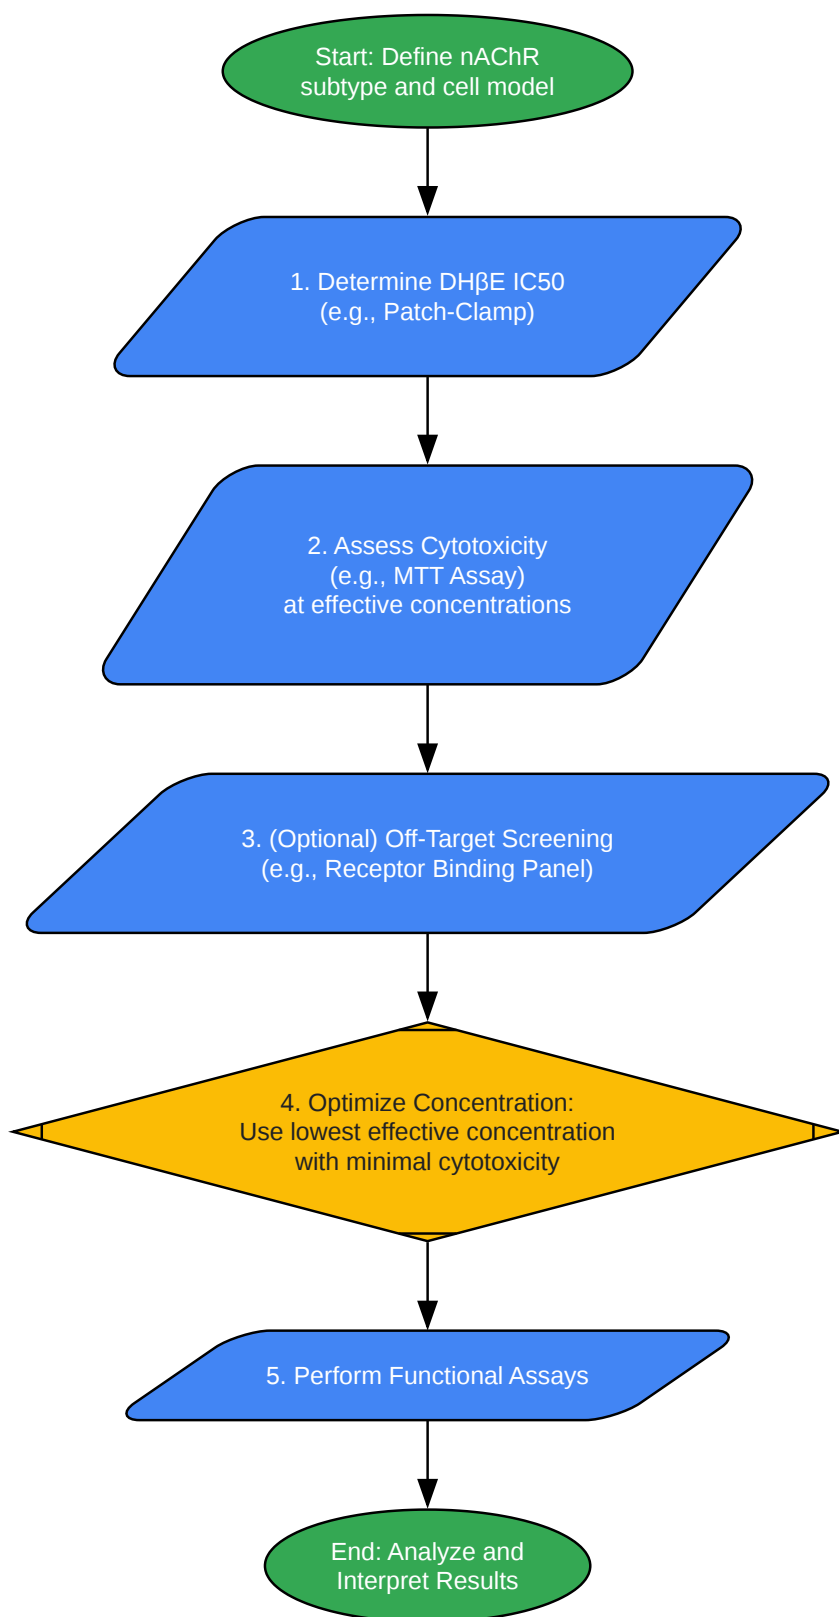 Start: Define nAChR
subtype and cell model
1. Determine DHβE IC50
(e.g., Patch-Clamp)
2. Assess Cytotoxicity
(e.g., MTT Assay)
at effective concentrations
3. (Optional) Off-Target Screening
(e.g., Receptor Binding Panel)
4. Optimize Concentration:
Use lowest effective concentration
with minimal cytotoxicity
5. Perform Functional Assays
End: Analyze and
Interpret Results